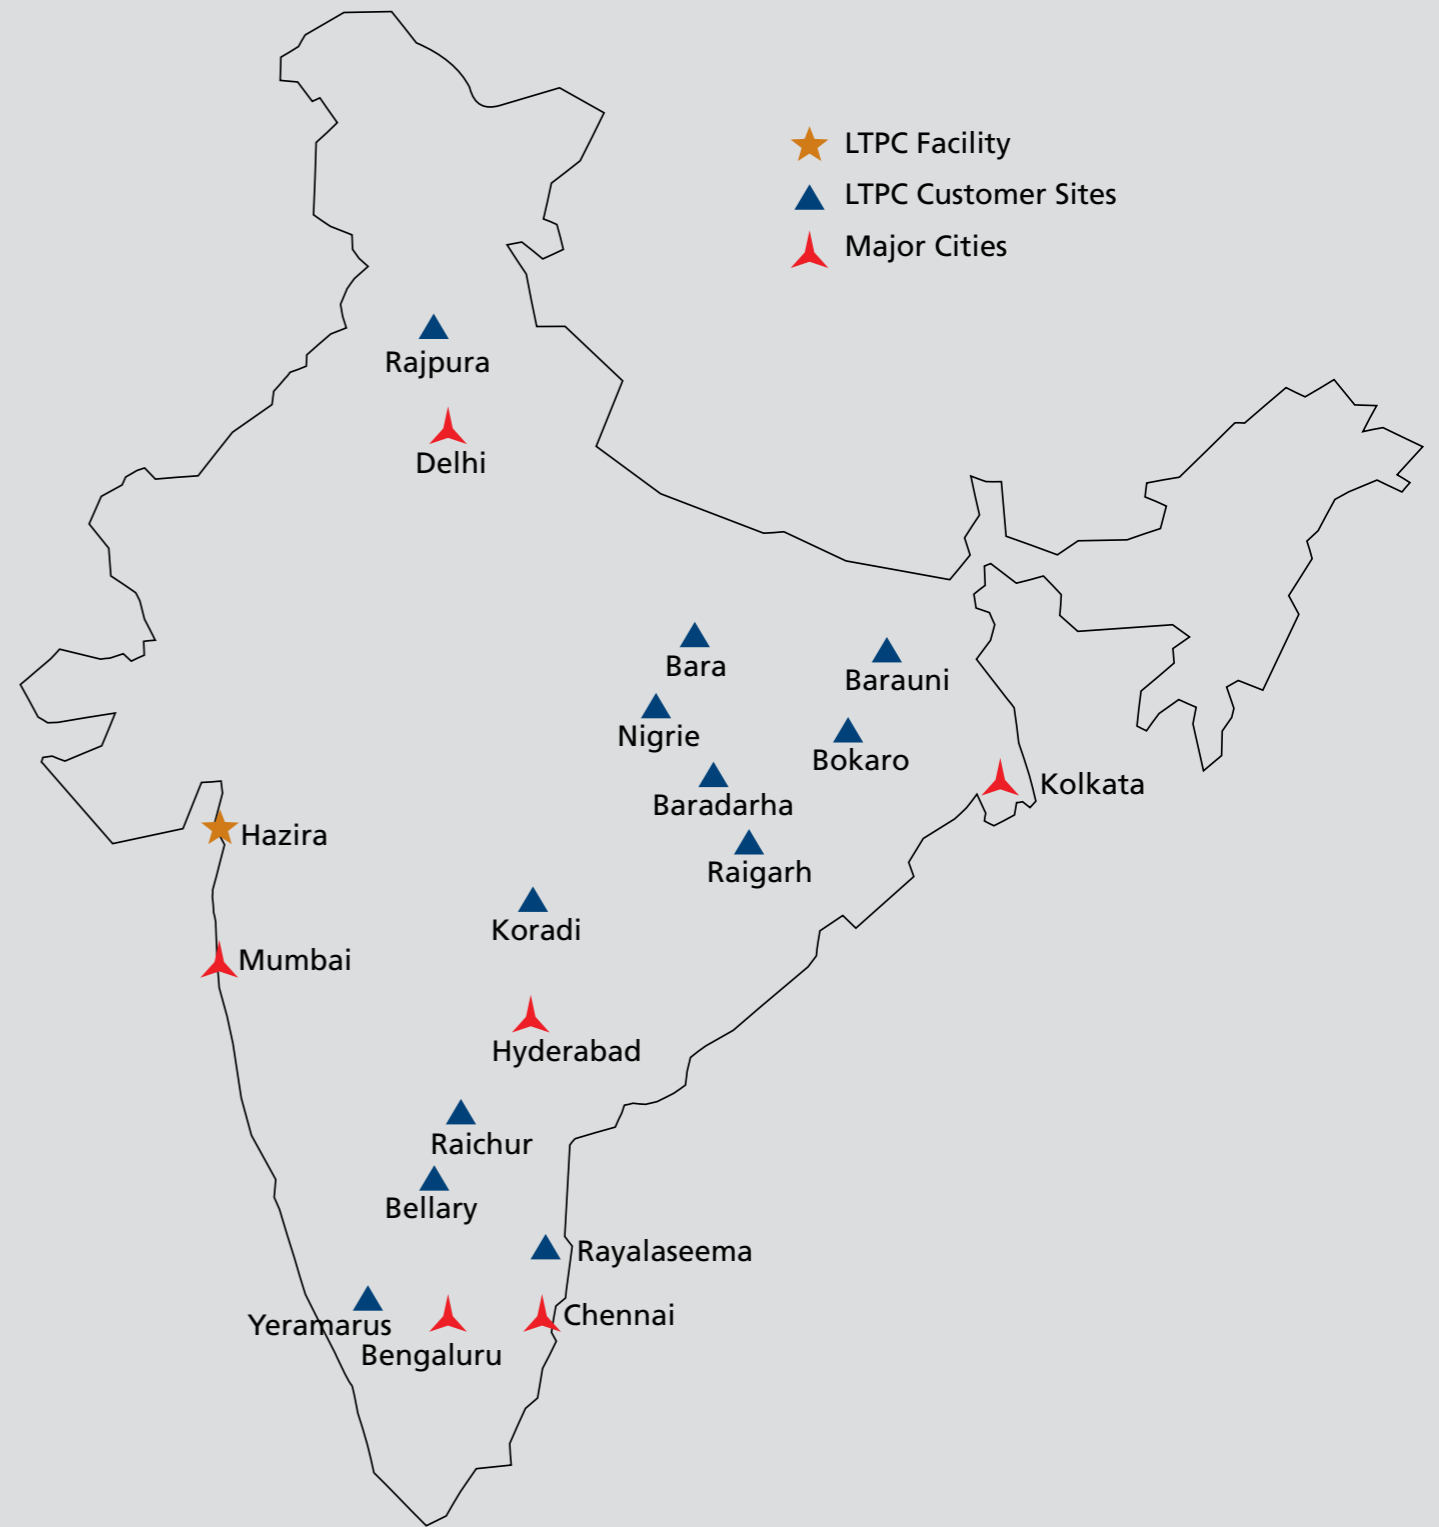 LTPC Facility
LTPC Customer Sites
Major Cities
Rajpura
Delhi
Bara
Barauni
Nigrie
Bokaro
Baradarha
Kolkata
Hazira
Raigarh
Koradi
Mumbai
Hyderabad
Raichur
Bellary
Rayalaseema
Chennai
Yeramarus
Bengaluru